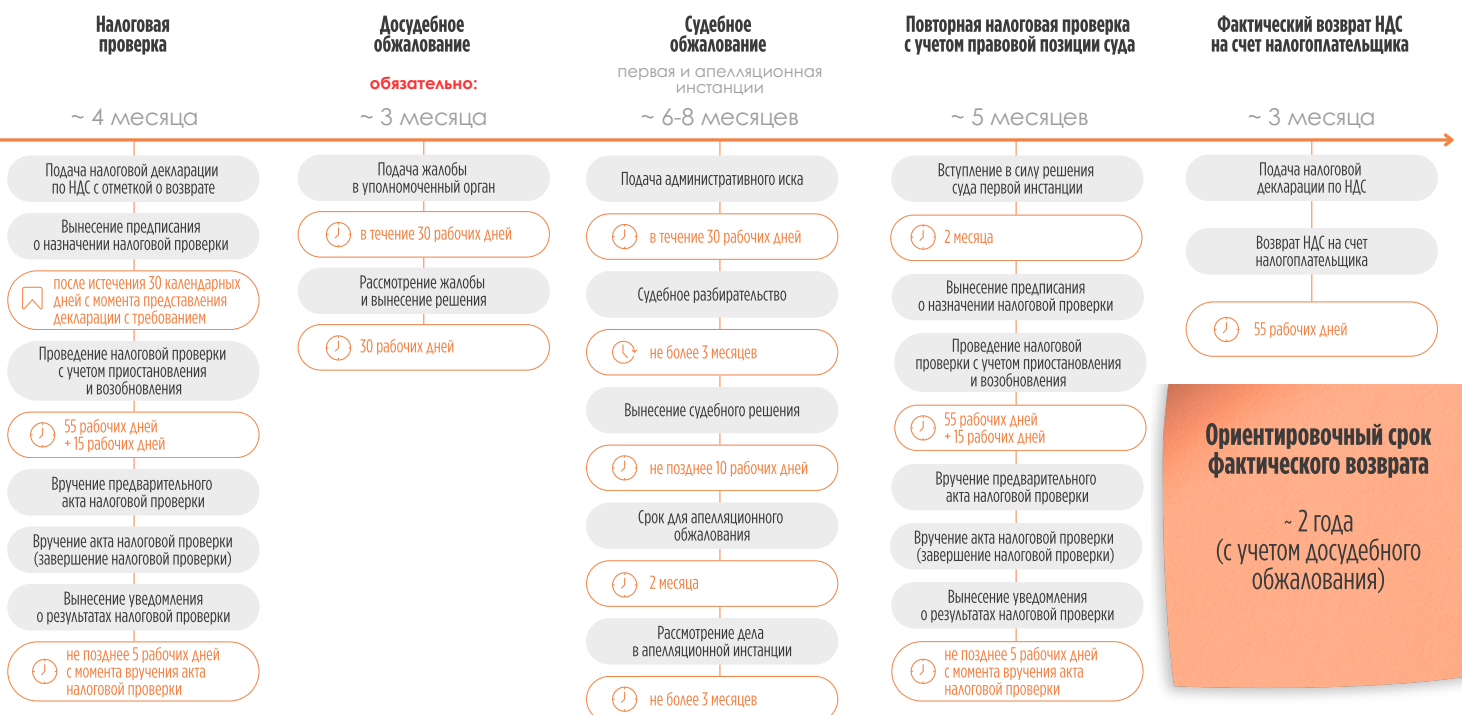 Налоговая
проверка
~ 4 месяца
Подача налоговой декларации
по НДС с отметкой о возврате
Вынесение предписания
о назначении налоговой проверки
после истечения 30 календарных
дней с момента представления
декларации с требованием
Проведение налоговой проверки
с учетом приостановления
и возобновления
55 рабочих дней
+ 15 рабочих дней
Вручение предварительного
акта налоговой проверки
Вручение акта налоговой проверки
(завершение налоговой проверки)
Вынесение уведомления
о результатах налоговой проверки
не позднее 5 рабочих дней
с момента вручения акта
налоговой проверки
Досудебное
обжалование
обязательно:
~ 3 месяца
Подача жалобы
в уполномоченный орган
в течение 30 рабочих дней
Рассмотрение жалобы
и вынесение решения
30 рабочих дней
Судебное
обжалование
первая и апелляционная
инстанции
~ 6-8 месяцев
Подача административного иска
в течение 30 рабочих дней
Судебное разбирательство
не более 3 месяцев
Вынесение судебного решения
не позднее 10 рабочих дней
Срок для апелляционного
обжалования
2 месяца
Рассмотрение дела
в апелляционной инстанции
не более 3 месяцев
Повторная налоговая проверка
с учетом правовой позиции суда
~ 5 месяцев
Вступление в силу решения
суда первой инстанции
2 месяца
Вынесение предписания
о назначении налоговой проверки
Проведение налоговой
проверки с учетом приостановления
и возобновления
55 рабочих дней
+ 15 рабочих дней
Вручение предварительного
акта налоговой проверки
Вручение акта налоговой проверки
(завершение налоговой проверки)
Вынесение уведомления
о результатах налоговой проверки
не позднее 5 рабочих дней
с момента вручения акта
налоговой проверки
Фактический возврат НДС
на счет налогоплательщика
~ 3 месяца
Подача налоговой
декларации по НДС
Возврат НДС на счет
налогоплательщика
55 рабочих дней
Ориентировочный срок
фактического возврата
~ 2 года
(с учетом досудебного
обжалования)